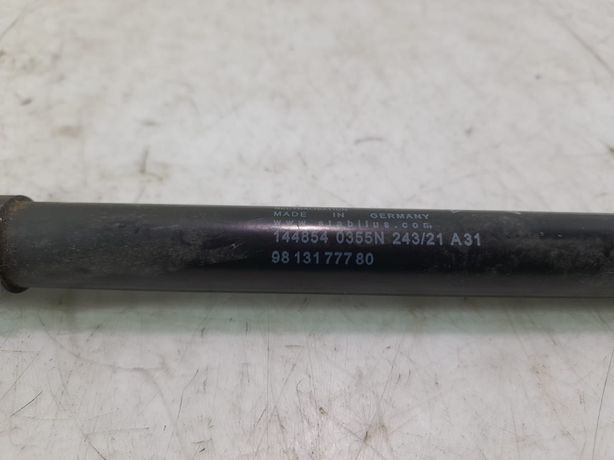 MADE IN GERMANY
www.stabilus.com
144854 0355N 243/21 A31
98 131 777 80